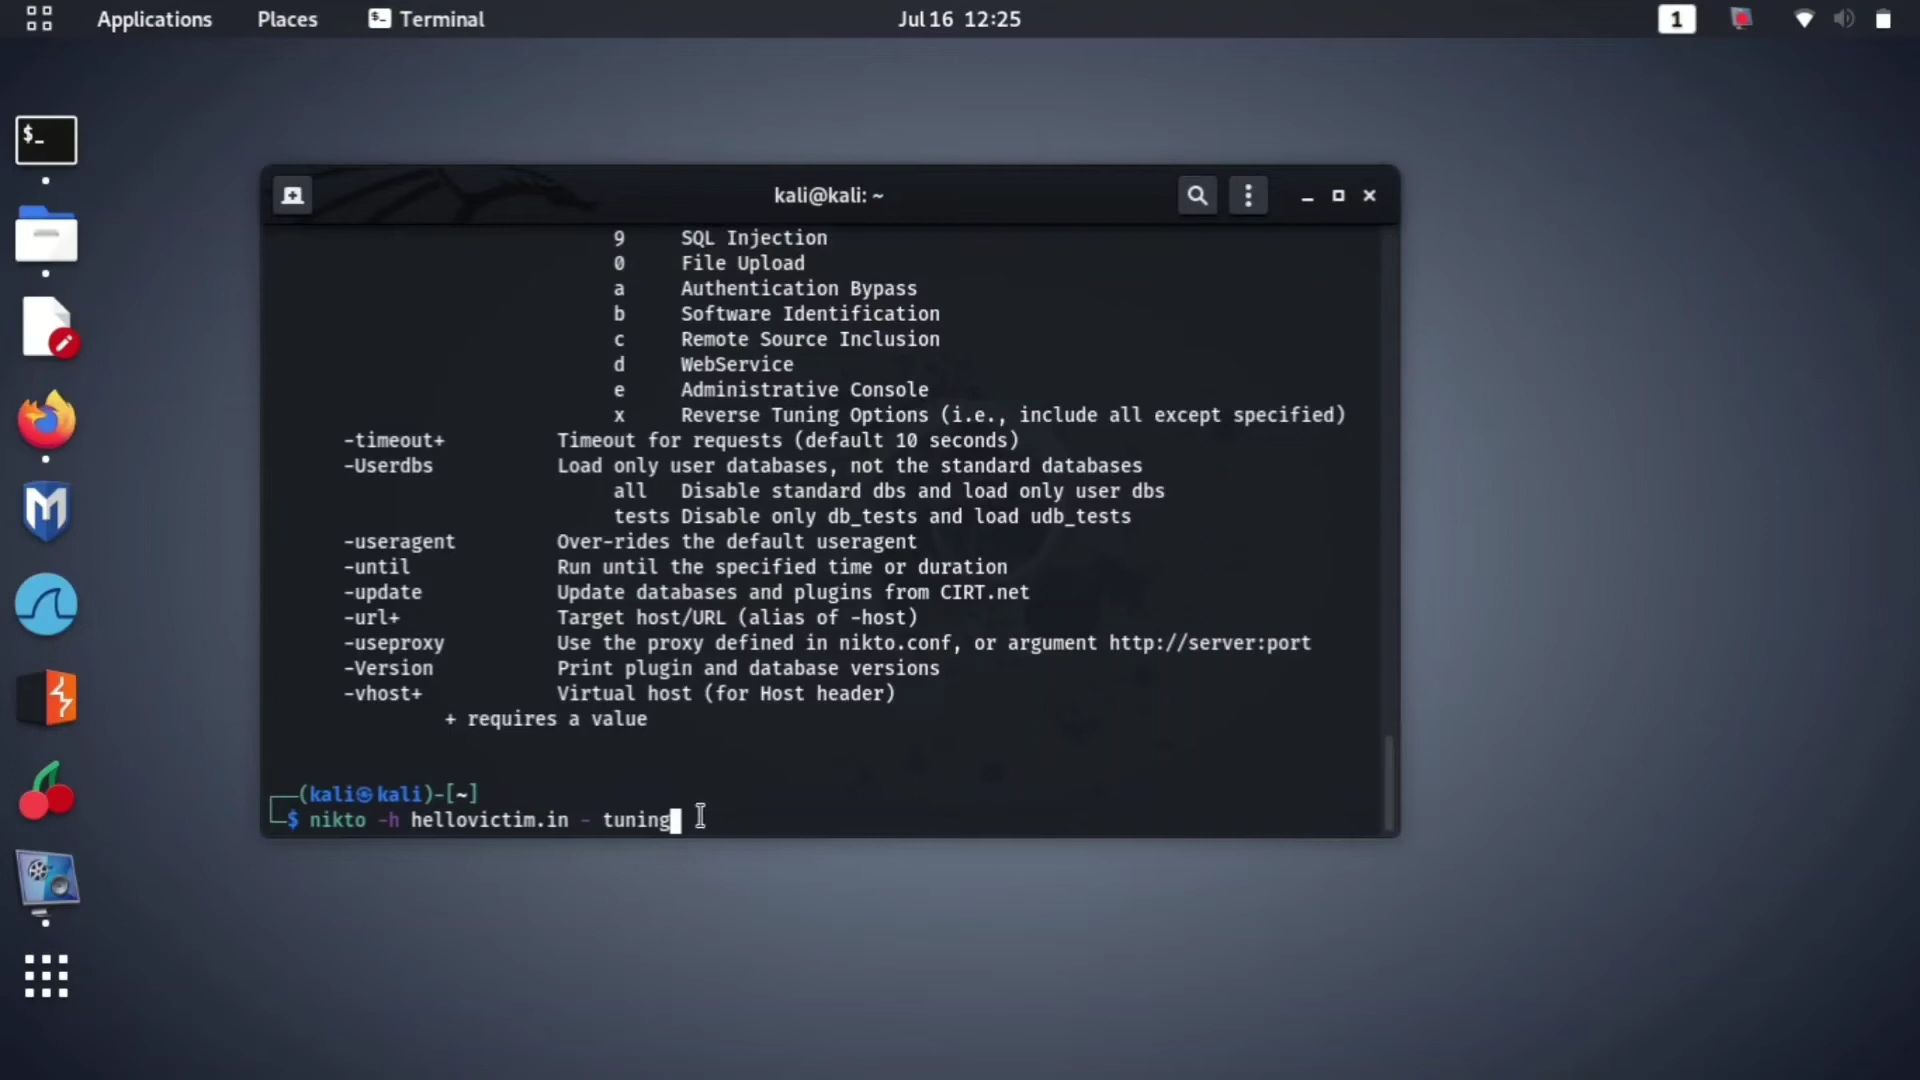 Applications Places Terminal Jul 16 12:25 1
$_
kali@kali: ~
9 SQL Injection
0 File Upload
a Authentication Bypass
b Software Identification
c Remote Source Inclusion
d WebService
e Administrative Console
x Reverse Tuning Options (i.e., include all except specified)
-timeout+ Timeout for requests (default 10 seconds)
-Userdbs Load only user databases, not the standard databases
all Disable standard dbs and load only user dbs
tests Disable only db_tests and load udb_tests
-useragent Over-rides the default useragent
-until Run until the specified time or duration
-update Update databases and plugins from CIRT.net
-url+ Target host/URL (alias of -host)
-useproxy Use the proxy defined in nikto.conf, or argument http://server:port
-Version Print plugin and database versions
-vhost+ Virtual host (for Host header)
+ requires a value
┌──(kali㉿kali)-[~]
└─$ nikto -h hellovictim.in - tuning